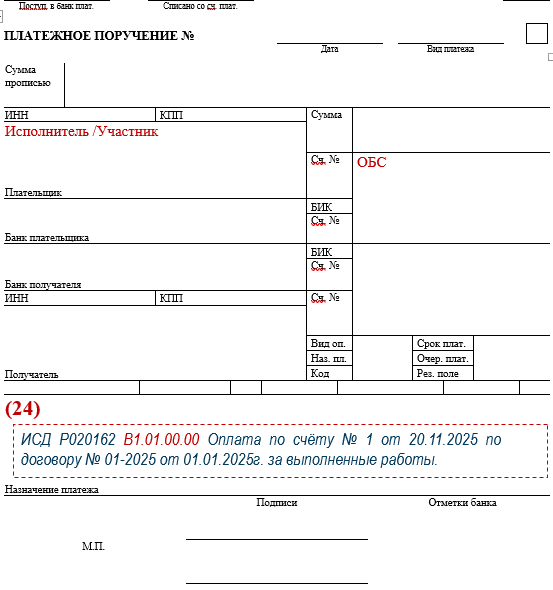 Поступ. в банк плат. Списано со сч. плат.
ПЛАТЕЖНОЕ ПОРУЧЕНИЕ №
Дата Вид платежа
Сумма
прописью
ИНН КПП Сумма
Исполнитель /Участник
Сч. № ОБС
Плательщик
БИК
Сч. №
Банк плательщика
БИК
Сч. №
Банк получателя
ИНН КПП Сч. №
Вид оп. Срок плат.
Наз. пл. Очер. плат.
Получатель Код Рез. поле
(24)
ИСД Р020162 В1.01.00.00 Оплата по счёту № 1 от 20.11.2025 по
договору № 01-2025 от 01.01.2025г. за выполненные работы.
Назначение платежа
Подписи Отметки банка
М.П.